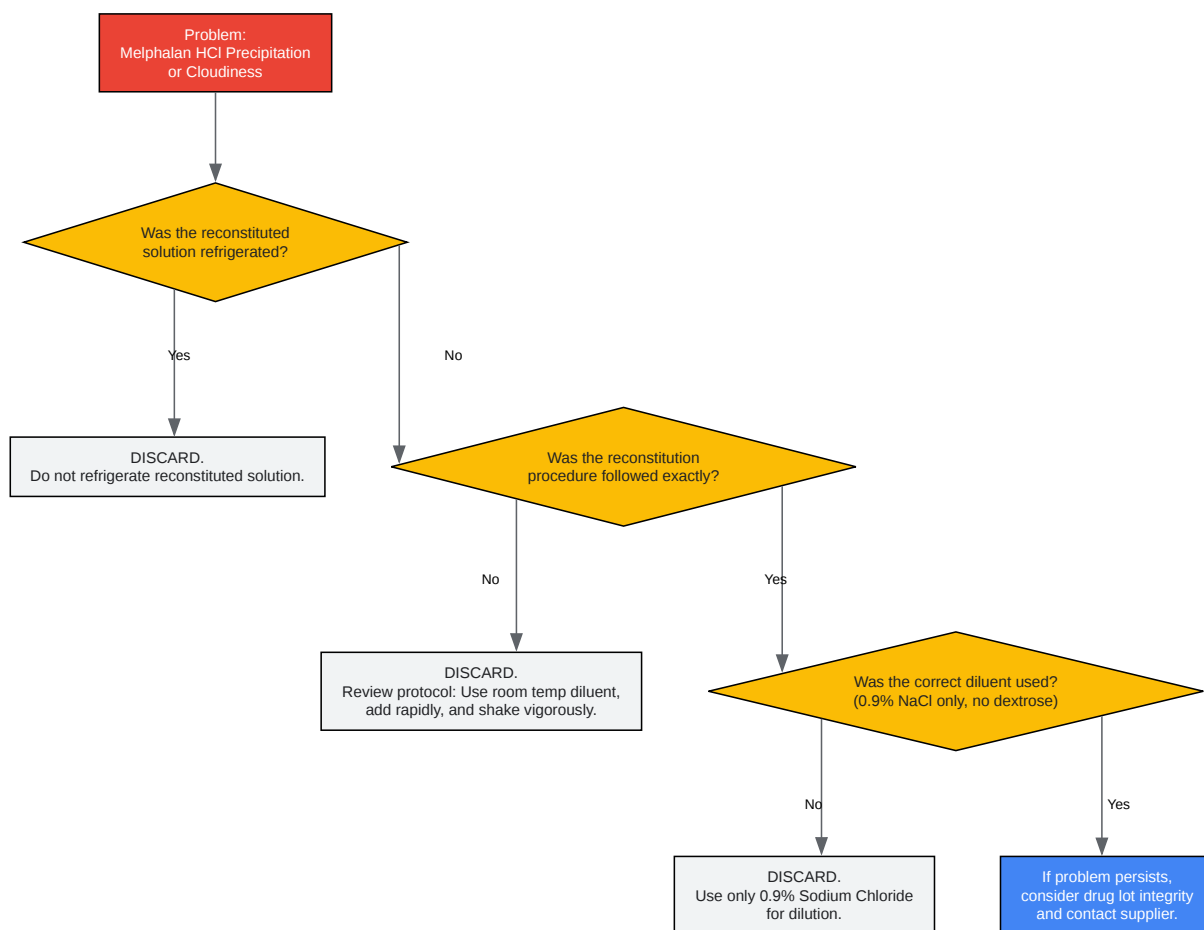 Problem:
Melphalan HCl Precipitation
or Cloudiness
Was the reconstituted
solution refrigerated?
Yes
No
DISCARD.
Do not refrigerate reconstituted solution.
Was the reconstitution
procedure followed exactly?
No
Yes
DISCARD.
Review protocol: Use room temp diluent,
add rapidly, and shake vigorously.
Was the correct diluent used?
(0.9% NaCl only, no dextrose)
No
Yes
DISCARD.
Use only 0.9% Sodium Chloride
for dilution.
If problem persists,
consider drug lot integrity
and contact supplier.